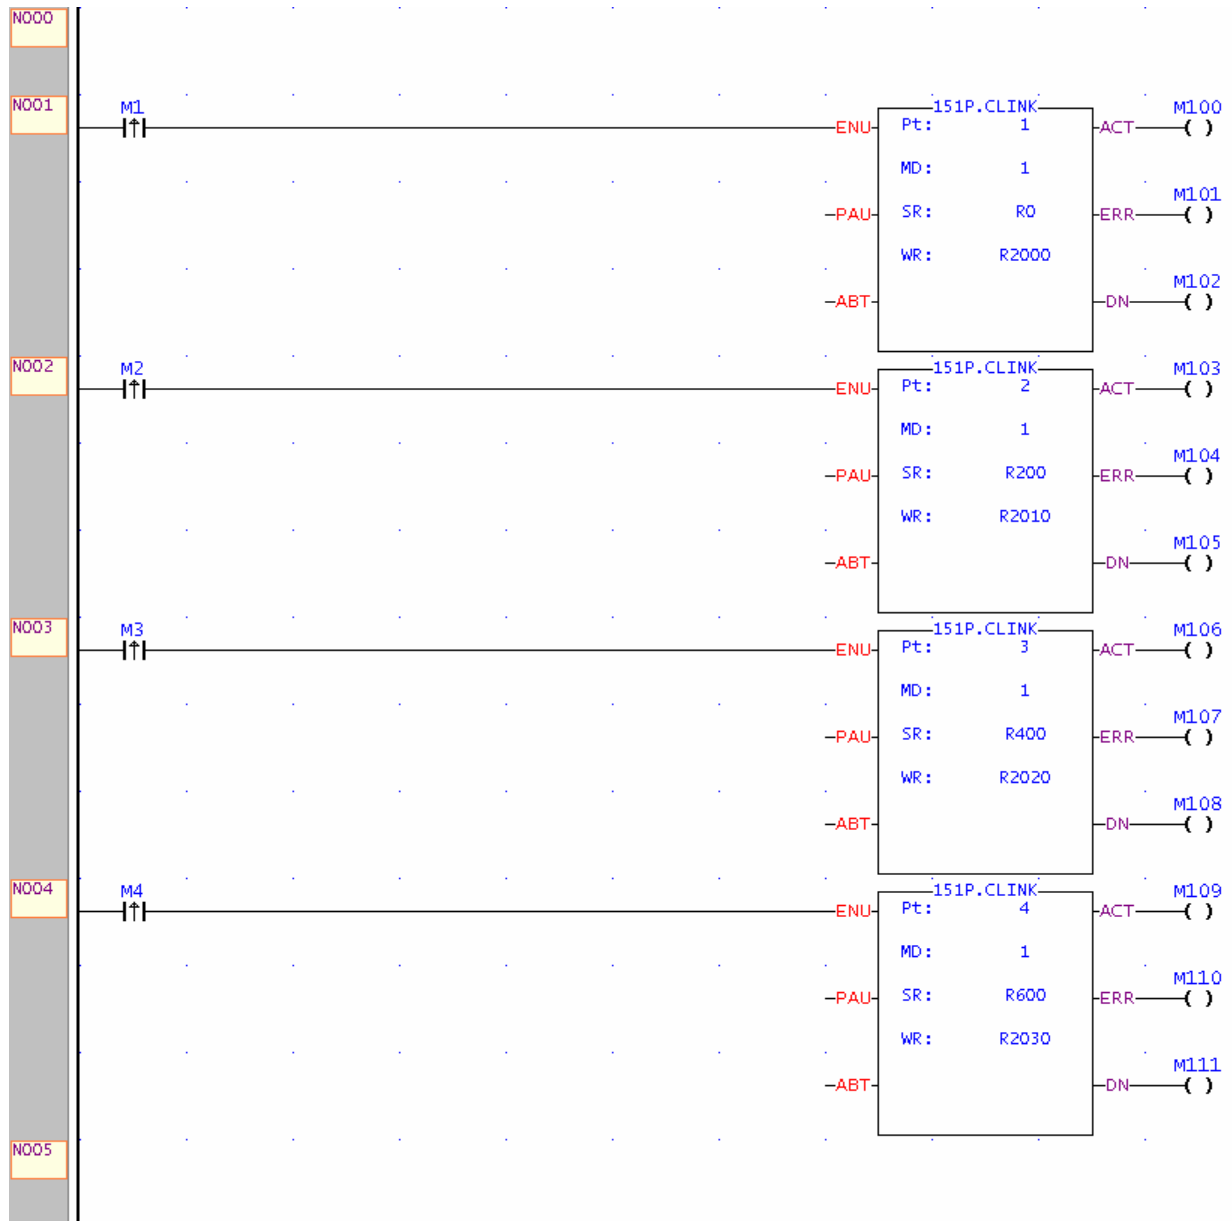 N000
N001
M1
151P.CLINK
M100
ENU
Pt: 1
ACT
( )
MD: 1
M101
PAU
SR: R0
ERR
( )
WR: R2000
M102
ABT
DN
( )
N002
M2
151P.CLINK
M103
ENU
Pt: 2
ACT
( )
MD: 1
M104
PAU
SR: R200
ERR
( )
WR: R2010
M105
ABT
DN
( )
N003
M3
151P.CLINK
M106
ENU
Pt: 3
ACT
( )
MD: 1
M107
PAU
SR: R400
ERR
( )
WR: R2020
M108
ABT
DN
( )
N004
M4
151P.CLINK
M109
ENU
Pt: 4
ACT
( )
MD: 1
M110
PAU
SR: R600
ERR
( )
WR: R2030
M111
ABT
DN
( )
N005